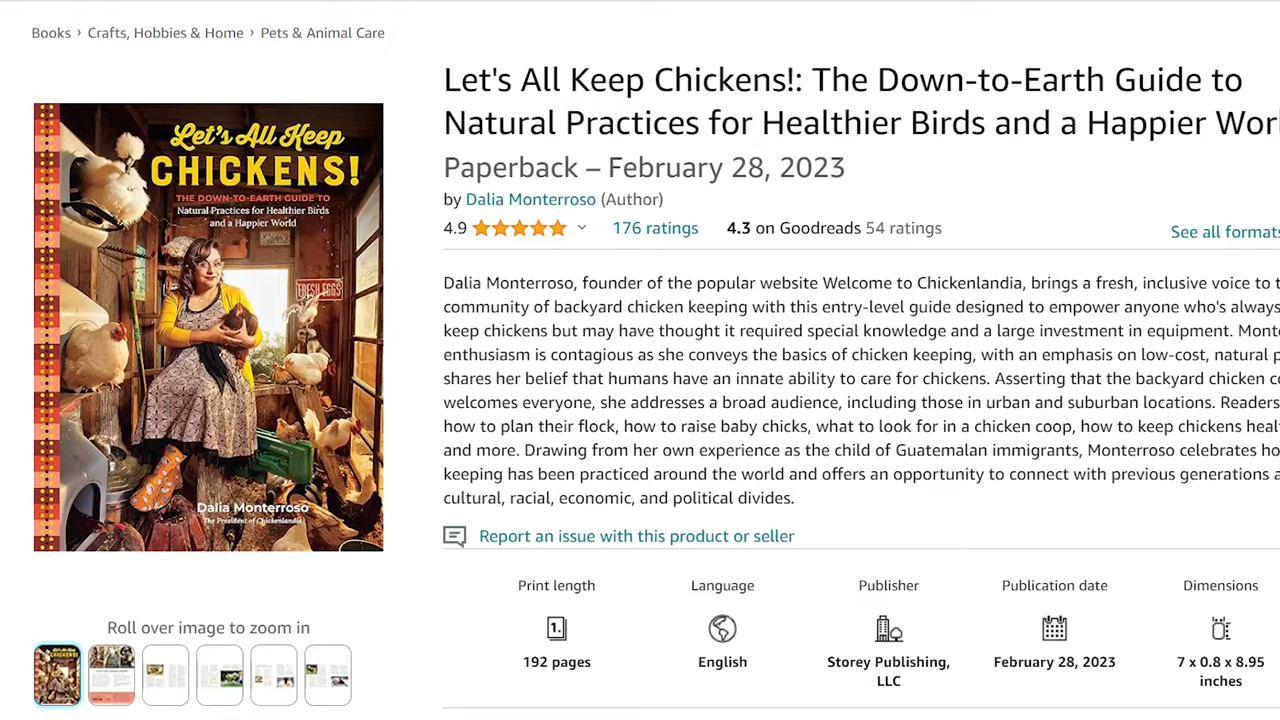 Books › Crafts, Hobbies & Home › Pets & Animal Care
Let's All Keep
CHICKENS!
THE DOWN-TO-EARTH GUIDE TO
Natural Practices for Healthier Birds
and a Happier World
FRESH EGGS
Dalia Monterroso
The President of Chickenlandia
Roll over image to zoom in
Let's All Keep Chickens!: The Down-to-Earth Guide to
Natural Practices for Healthier Birds and a Happier Worl
Paperback – February 28, 2023
by Dalia Monterroso (Author)
4.9 176 ratings 4.3 on Goodreads 54 ratings
See all formats
Dalia Monterroso, founder of the popular website Welcome to Chickenlandia, brings a fresh, inclusive voice to t
community of backyard chicken keeping with this entry-level guide designed to empower anyone who's always
keep chickens but may have thought it required special knowledge and a large investment in equipment. Monte
enthusiasm is contagious as she conveys the basics of chicken keeping, with an emphasis on low-cost, natural p
shares her belief that humans have an innate ability to care for chickens. Asserting that the backyard chicken co
welcomes everyone, she addresses a broad audience, including those in urban and suburban locations. Readers
how to plan their flock, how to raise baby chicks, what to look for in a chicken coop, how to keep chickens heal
and more. Drawing from her own experience as the child of Guatemalan immigrants, Monterroso celebrates ho
keeping has been practiced around the world and offers an opportunity to connect with previous generations a
cultural, racial, economic, and political divides.
Report an issue with this product or seller
Print length Language Publisher Publication date Dimensions
1.
192 pages English Storey Publishing, February 28, 2023 7 x 0.8 x 8.95
LLC inches